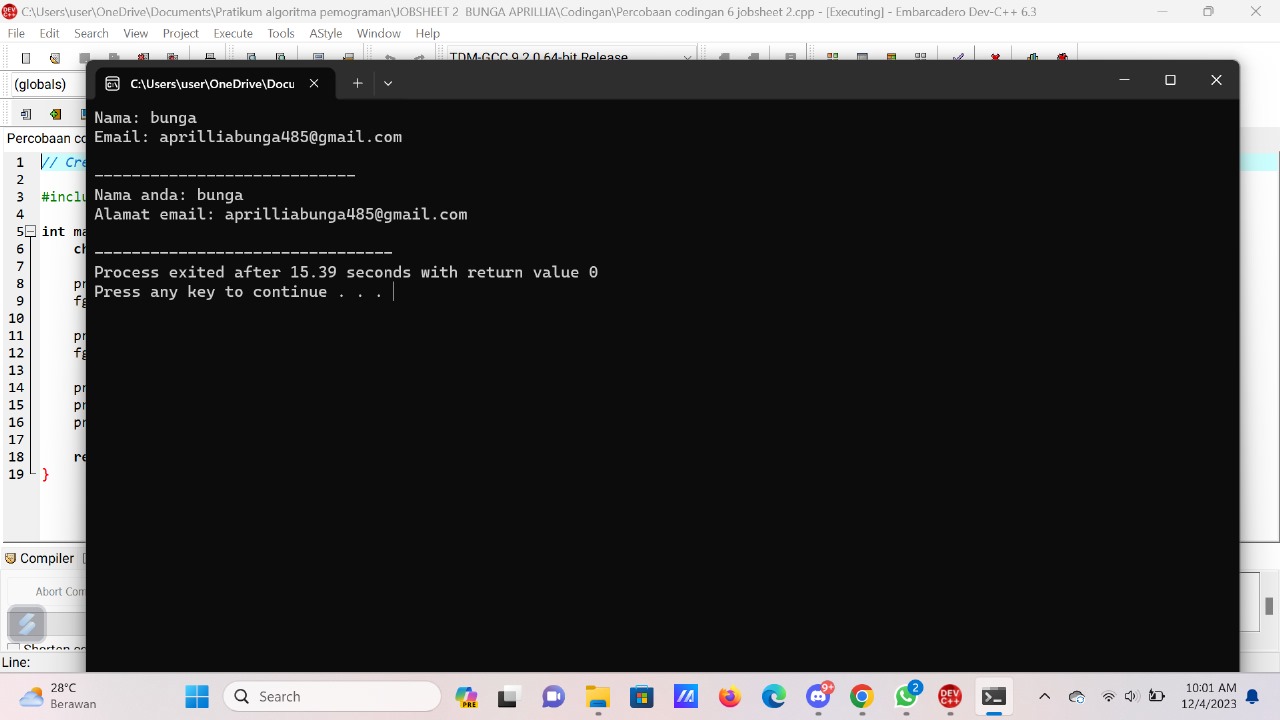 C:\Users\user\OneDrive\Documents\Pratikum algoritma pemograman\JOBSHEET 2 BUNGA APRILLIA\Codingan\Percobaan codingan 6 jobsheet 2.cpp - [Executing] - Embarcadero Dev-C++ 6.3
File Edit Search View Project Execute Tools AStyle Window Help
TDM-GCC 9.2.0 64-bit Release
(globals)
C:\Users\user\OneDrive\Docu
Percobaan co
Nama: bunga
Email: aprilliabunga485@gmail.com
----------------------------
Nama anda: bunga
Alamat email: aprilliabunga485@gmail.com
--------------------------------
Process exited after 15.39 seconds with return value 0
Press any key to continue . . .
1 // Cre
2
3 #inclu
4
5 int ma
6 ch
7
8 pr
9 fg
10
11 pr
12 fg
13
14 pr
15 pr
16 pr
17
18 re
19 }
Compiler
Abort Com
Shorten co
Line:
28°C
Berawan
Search
PRE
9+
2
DEV C++
10:01 AM
12/4/2023